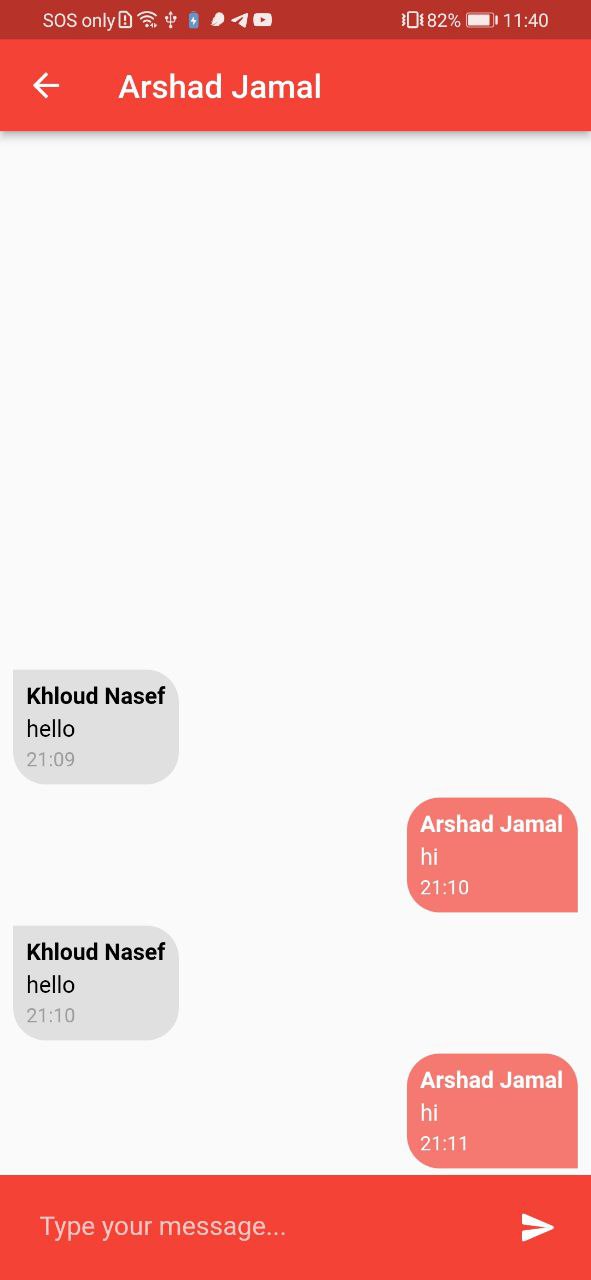 SOS only 82% 11:40
Arshad Jamal
Khloud Nasef
hello
21:09
Arshad Jamal
hi
21:10
Khloud Nasef
hello
21:10
Arshad Jamal
hi
21:11
Type your message...